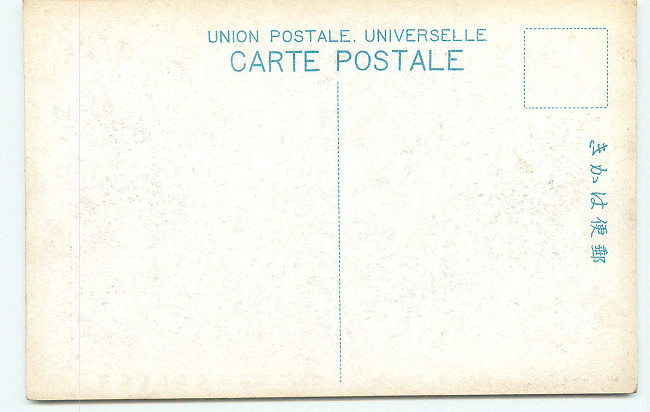 UNION POSTALE. UNIVERSELLE
CARTE POSTALE
郵便はかき